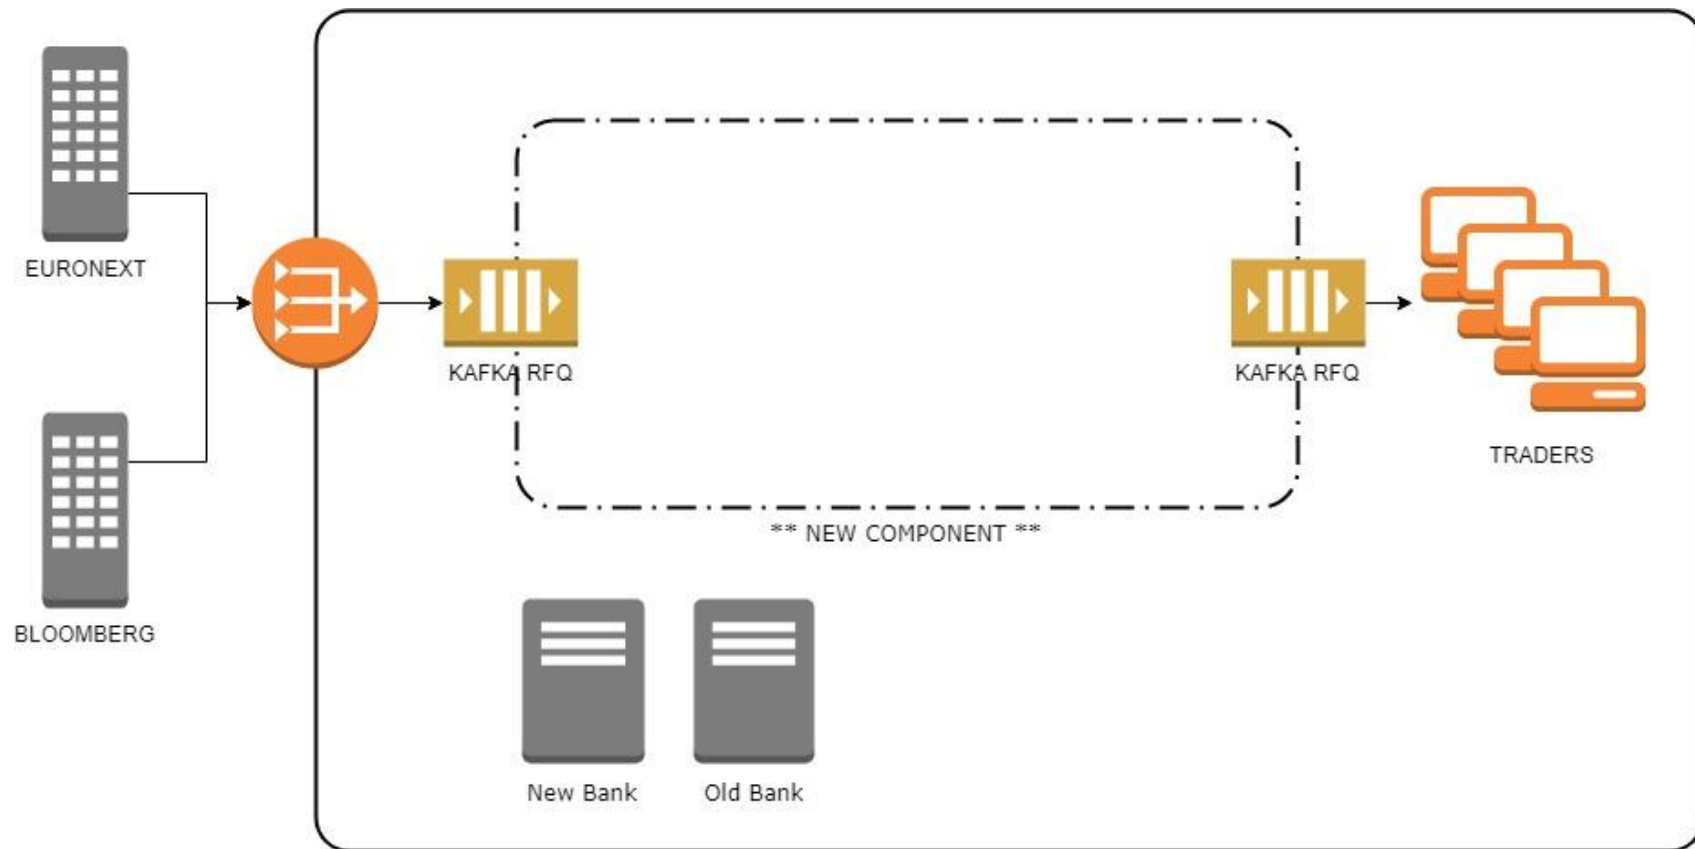 EURONEXT
KAFKA RFQ
KAFKA RFQ
TRADERS
** NEW COMPONENT **
BLOOMBERG
New Bank
Old Bank